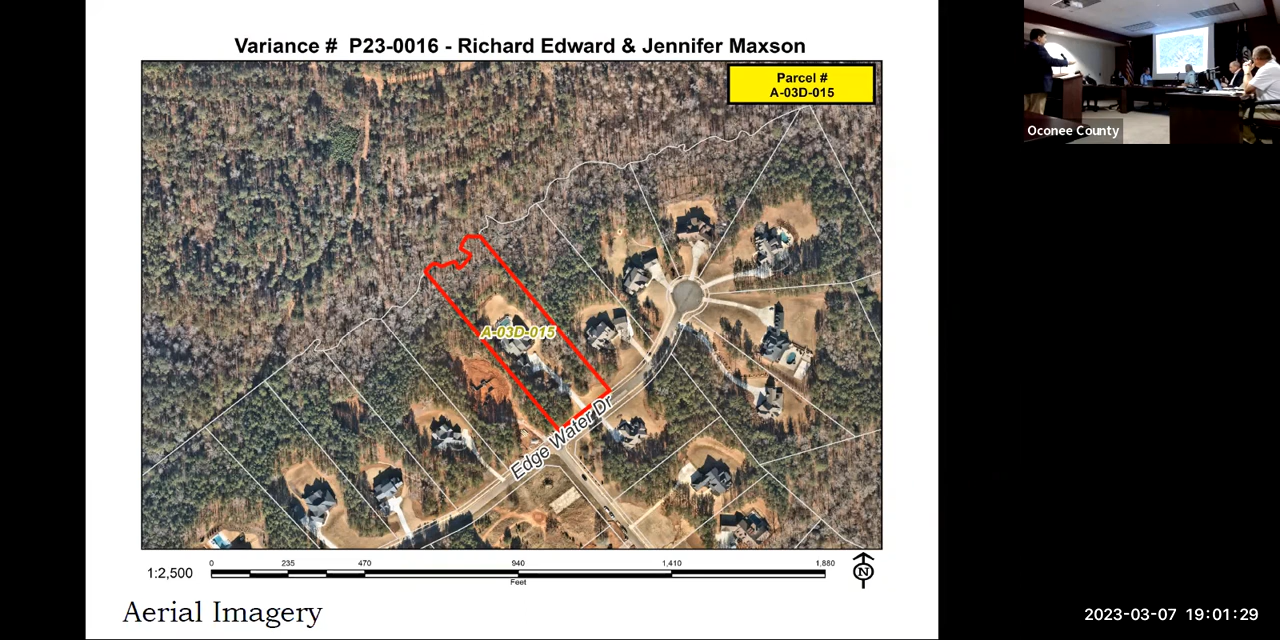 Variance # P23-0016 - Richard Edward & Jennifer Maxson
Parcel #
A-03D-015
Oconee County
A-03D-015
Edge Water Dr
1:2,500
0 235 470 940 1,410 1,880
Feet
N
Aerial Imagery
2023-03-07 19:01:29